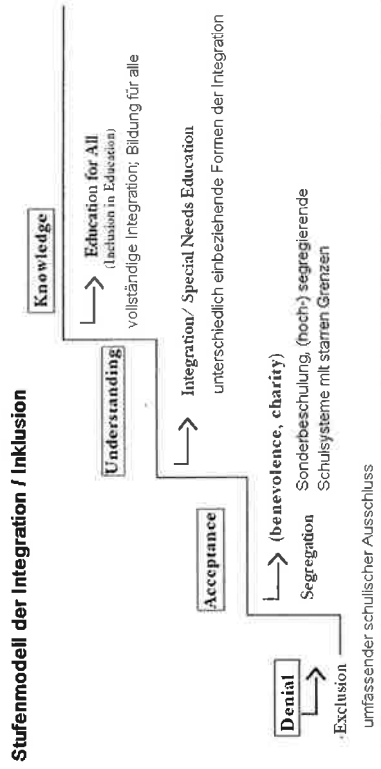 Stufenmodell der Integration / Inklusion
Knowledge
Education for All
(Inclusion in Education)
vollständige Integration; Bildung für alle
Understanding
Integration/ Special Needs Education
unterschiedlich einbeziehende Formen der Integration
Acceptance
(benevolence, charity)
Segregation
Sonderbeschulung, (hoch-) segregierende
Schulsysteme mit starren Grenzen
Denial
Exclusion
umfassender schulischer Ausschluss